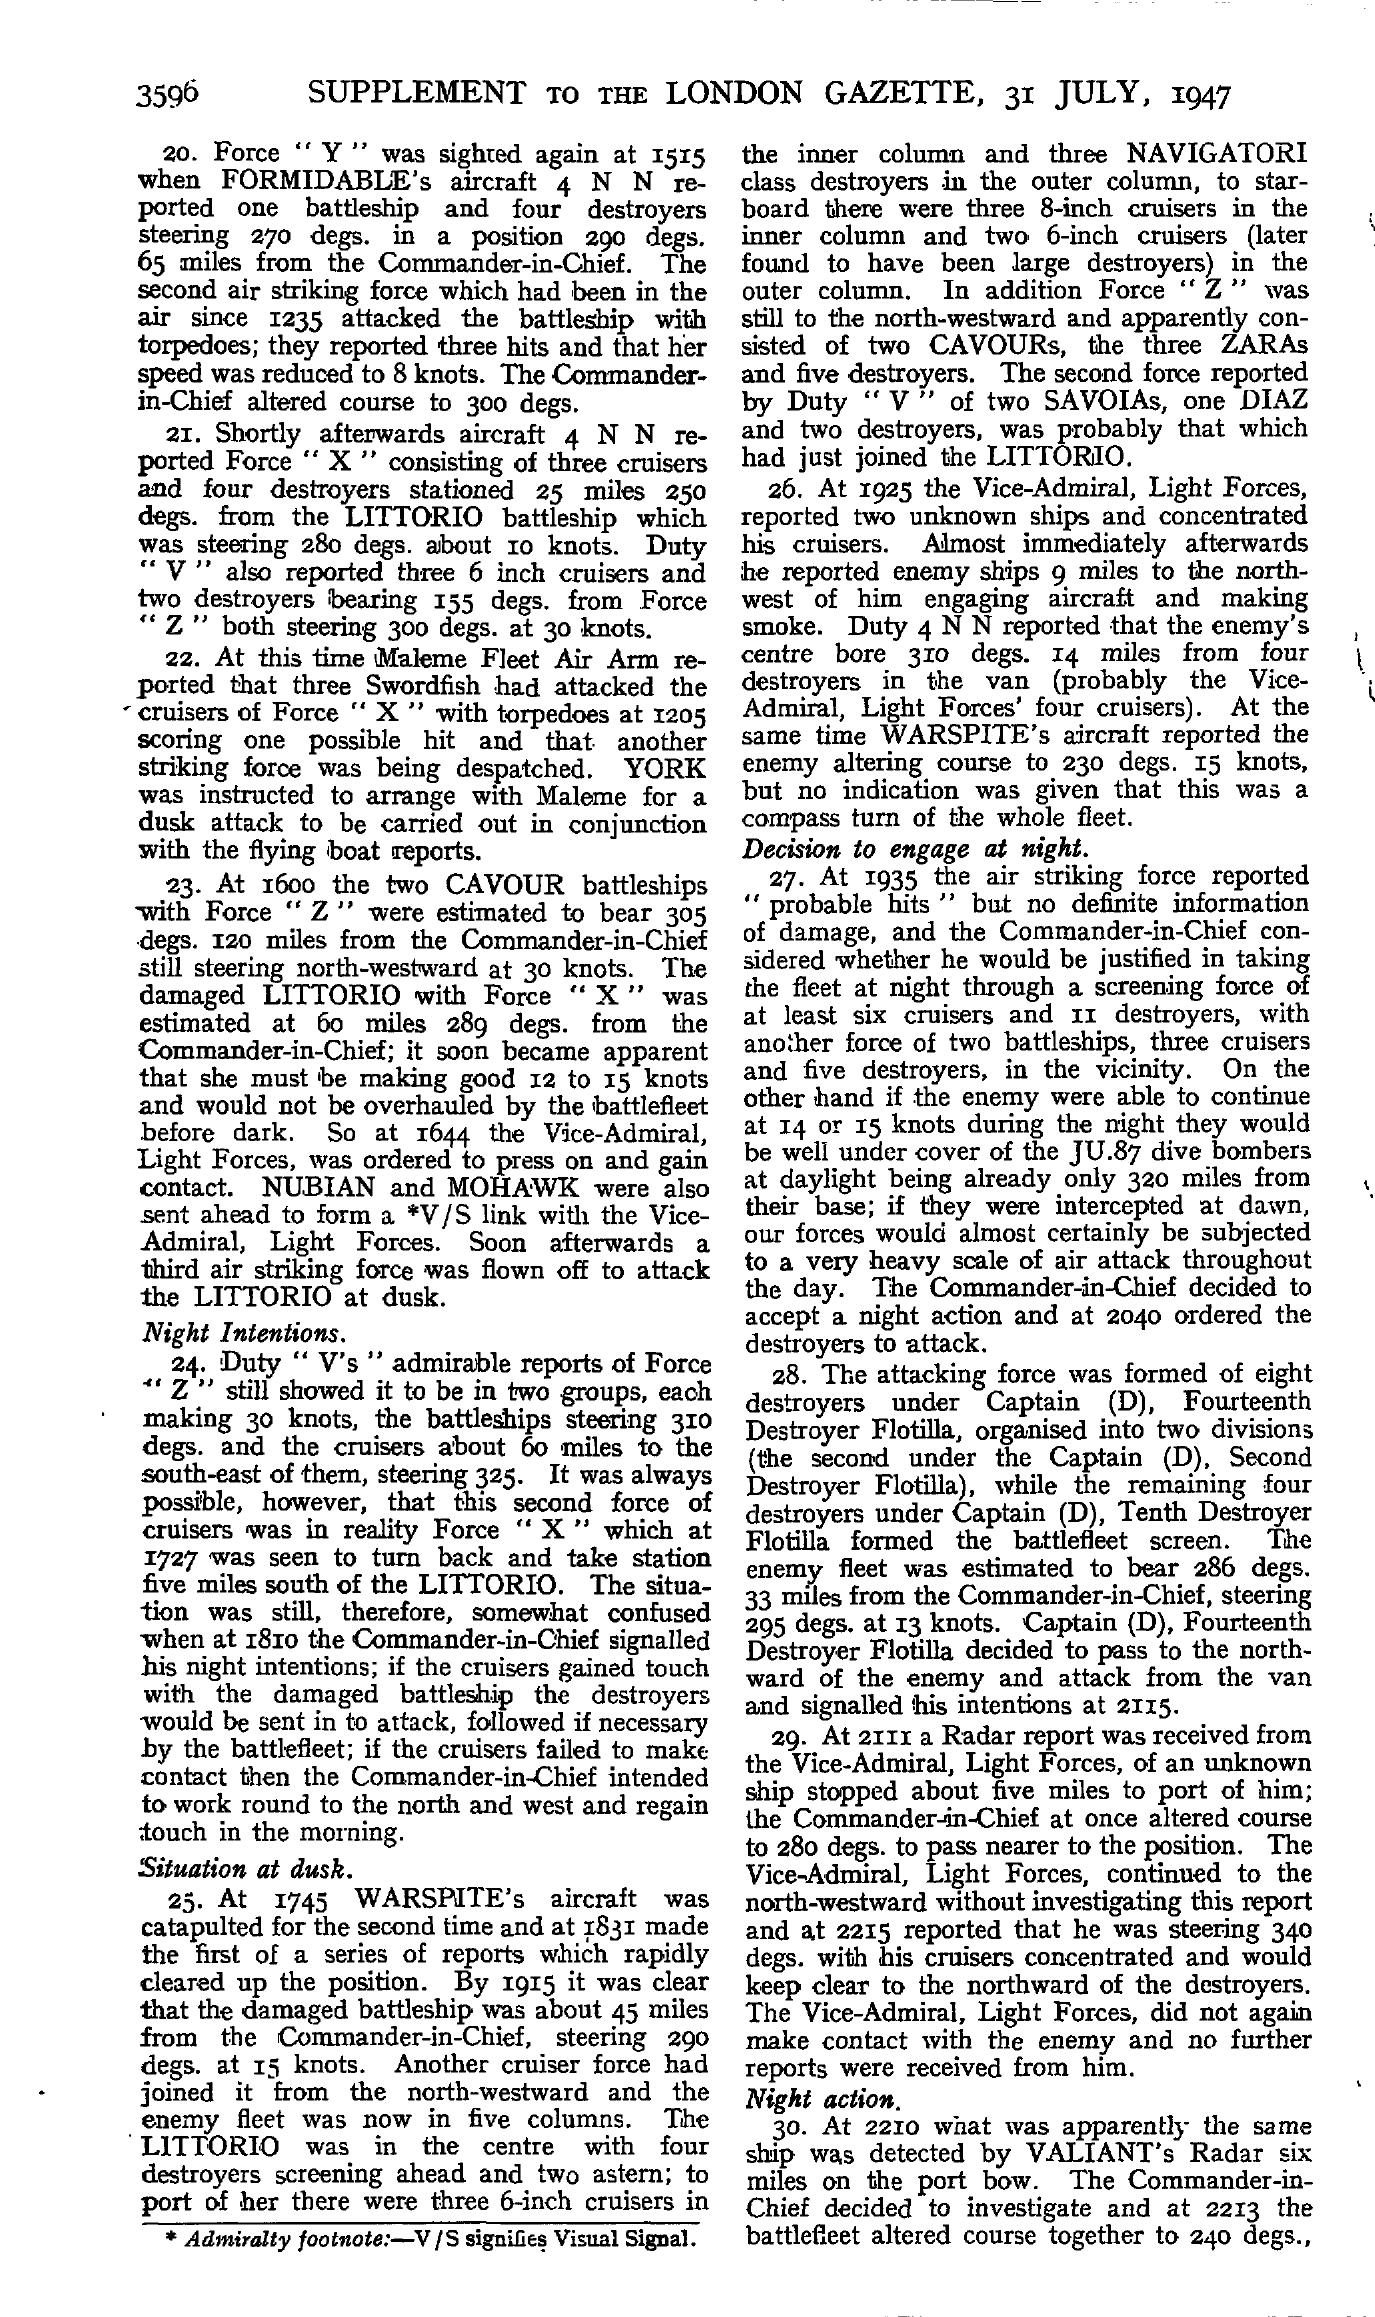 3596 SUPPLEMENT TO THE LONDON GAZETTE, 31 JULY, 1947
20. Force " Y " was sighted again at 1515
when FORMIDABLE's aircraft 4 N N re-
ported one battleship and four destroyers
steering 270 degs. in a position 290 degs.
65 miles from the Commander-in-Chief. The
second air striking force which had been in the
air since 1235 attacked the battleship with
torpedoes; they reported three hits and that her
speed was reduced to 8 knots. The Commander-
in-Chief altered course to 300 degs.
21. Shortly afterwards aircraft 4 N N re-
ported Force " X " consisting of three cruisers
and four destroyers stationed 25 miles 250
degs. from the LITTORIO battleship which
was steering 280 degs. about 10 knots. Duty
" V " also reported three 6 inch cruisers and
two destroyers bearing 155 degs. from Force
" Z " both steering 300 degs. at 30 knots.
22. At this time Maleme Fleet Air Arm re-
ported that three Swordfish had attacked the
cruisers of Force " X " with torpedoes at 1205
scoring one possible hit and that another
striking force was being despatched. YORK
was instructed to arrange with Maleme for a
dusk attack to be carried out in conjunction
with the flying boat reports.
23. At 1600 the two CAVOUR battleships
with Force " Z " were estimated to bear 305
degs. 120 miles from the Commander-in-Chief
still steering north-westward at 30 knots. The
damaged LITTORIO with Force " X " was
estimated at 60 miles 289 degs. from the
Commander-in-Chief; it soon became apparent
that she must be making good 12 to 15 knots
and would not be overhauled by the battlefleet
before dark. So at 1644 the Vice-Admiral,
Light Forces, was ordered to press on and gain
contact. NUBIAN and MOHAWK were also
sent ahead to form a *V/S link with the Vice-
Admiral, Light Forces. Soon afterwards a
third air striking force was flown off to attack
the LITTORIO at dusk.
Night Intentions.
24. Duty " V's " admirable reports of Force
" Z " still showed it to be in two groups, each
making 30 knots, the battleships steering 310
degs. and the cruisers about 60 miles to the
south-east of them, steering 325. It was always
possible, however, that this second force of
cruisers was in reality Force " X " which at
1727 was seen to turn back and take station
five miles south of the LITTORIO. The situa-
tion was still, therefore, somewhat confused
when at 1810 the Commander-in-Chief signalled
his night intentions; if the cruisers gained touch
with the damaged battleship the destroyers
would be sent in to attack, followed if necessary
by the battlefleet; if the cruisers failed to make
contact then the Commander-in-Chief intended
to work round to the north and west and regain
touch in the morning.
Situation at dusk.
25. At 1745 WARSPITE's aircraft was
catapulted for the second time and at 1831 made
the first of a series of reports which rapidly
cleared up the position. By 1915 it was clear
that the damaged battleship was about 45 miles
from the Commander-in-Chief, steering 290
degs. at 15 knots. Another cruiser force had
joined it from the north-westward and the
enemy fleet was now in five columns. The
LITTORIO was in the centre with four
destroyers screening ahead and two astern; to
port of her there were three 6-inch cruisers in
* Admiralty footnote:—V/S signifies Visual Signal.
the inner column and three NAVIGATORI
class destroyers in the outer column, to star-
board there were three 8-inch cruisers in the
inner column and two 6-inch cruisers (later
found to have been large destroyers) in the
outer column. In addition Force " Z " was
still to the north-westward and apparently con-
sisted of two CAVOURs, the three ZARAs
and five destroyers. The second force reported
by Duty " V " of two SAVOIAs, one DIAZ
and two destroyers, was probably that which
had just joined the LITTORIO.
26. At 1925 the Vice-Admiral, Light Forces,
reported two unknown ships and concentrated
his cruisers. Almost immediately afterwards
he reported enemy ships 9 miles to the north-
west of him engaging aircraft and making
smoke. Duty 4 N N reported that the enemy's
centre bore 310 degs. 14 miles from four
destroyers in the van (probably the Vice-
Admiral, Light Forces' four cruisers). At the
same time WARSPITE's aircraft reported the
enemy altering course to 230 degs. 15 knots,
but no indication was given that this was a
compass turn of the whole fleet.
Decision to engage at night.
27. At 1935 the air striking force reported
" probable hits " but no definite information
of damage, and the Commander-in-Chief con-
sidered whether he would be justified in taking
the fleet at night through a screening force of
at least six cruisers and 11 destroyers, with
another force of two battleships, three cruisers
and five destroyers, in the vicinity. On the
other hand if the enemy were able to continue
at 14 or 15 knots during the night they would
be well under cover of the JU.87 dive bombers
at daylight being already only 320 miles from
their base; if they were intercepted at dawn,
our forces would almost certainly be subjected
to a very heavy scale of air attack throughout
the day. The Commander-in-Chief decided to
accept a night action and at 2040 ordered the
destroyers to attack.
28. The attacking force was formed of eight
destroyers under Captain (D), Fourteenth
Destroyer Flotilla, organised into two divisions
(the second under the Captain (D), Second
Destroyer Flotilla), while the remaining four
destroyers under Captain (D), Tenth Destroyer
Flotilla formed the battlefleet screen. The
enemy fleet was estimated to bear 286 degs.
33 miles from the Commander-in-Chief, steering
295 degs. at 13 knots. Captain (D), Fourteenth
Destroyer Flotilla decided to pass to the north-
ward of the enemy and attack from the van
and signalled his intentions at 2115.
29. At 2111 a Radar report was received from
the Vice-Admiral, Light Forces, of an unknown
ship stopped about five miles to port of him;
the Commander-in-Chief at once altered course
to 280 degs. to pass nearer to the position. The
Vice-Admiral, Light Forces, continued to the
north-westward without investigating this report
and at 2215 reported that he was steering 340
degs. with his cruisers concentrated and would
keep clear to the northward of the destroyers.
The Vice-Admiral, Light Forces, did not again
make contact with the enemy and no further
reports were received from him.
Night action.
30. At 2210 what was apparently the same
ship was detected by VALIANT's Radar six
miles on the port bow. The Commander-in-
Chief decided to investigate and at 2213 the
battlefleet altered course together to 240 degs.,